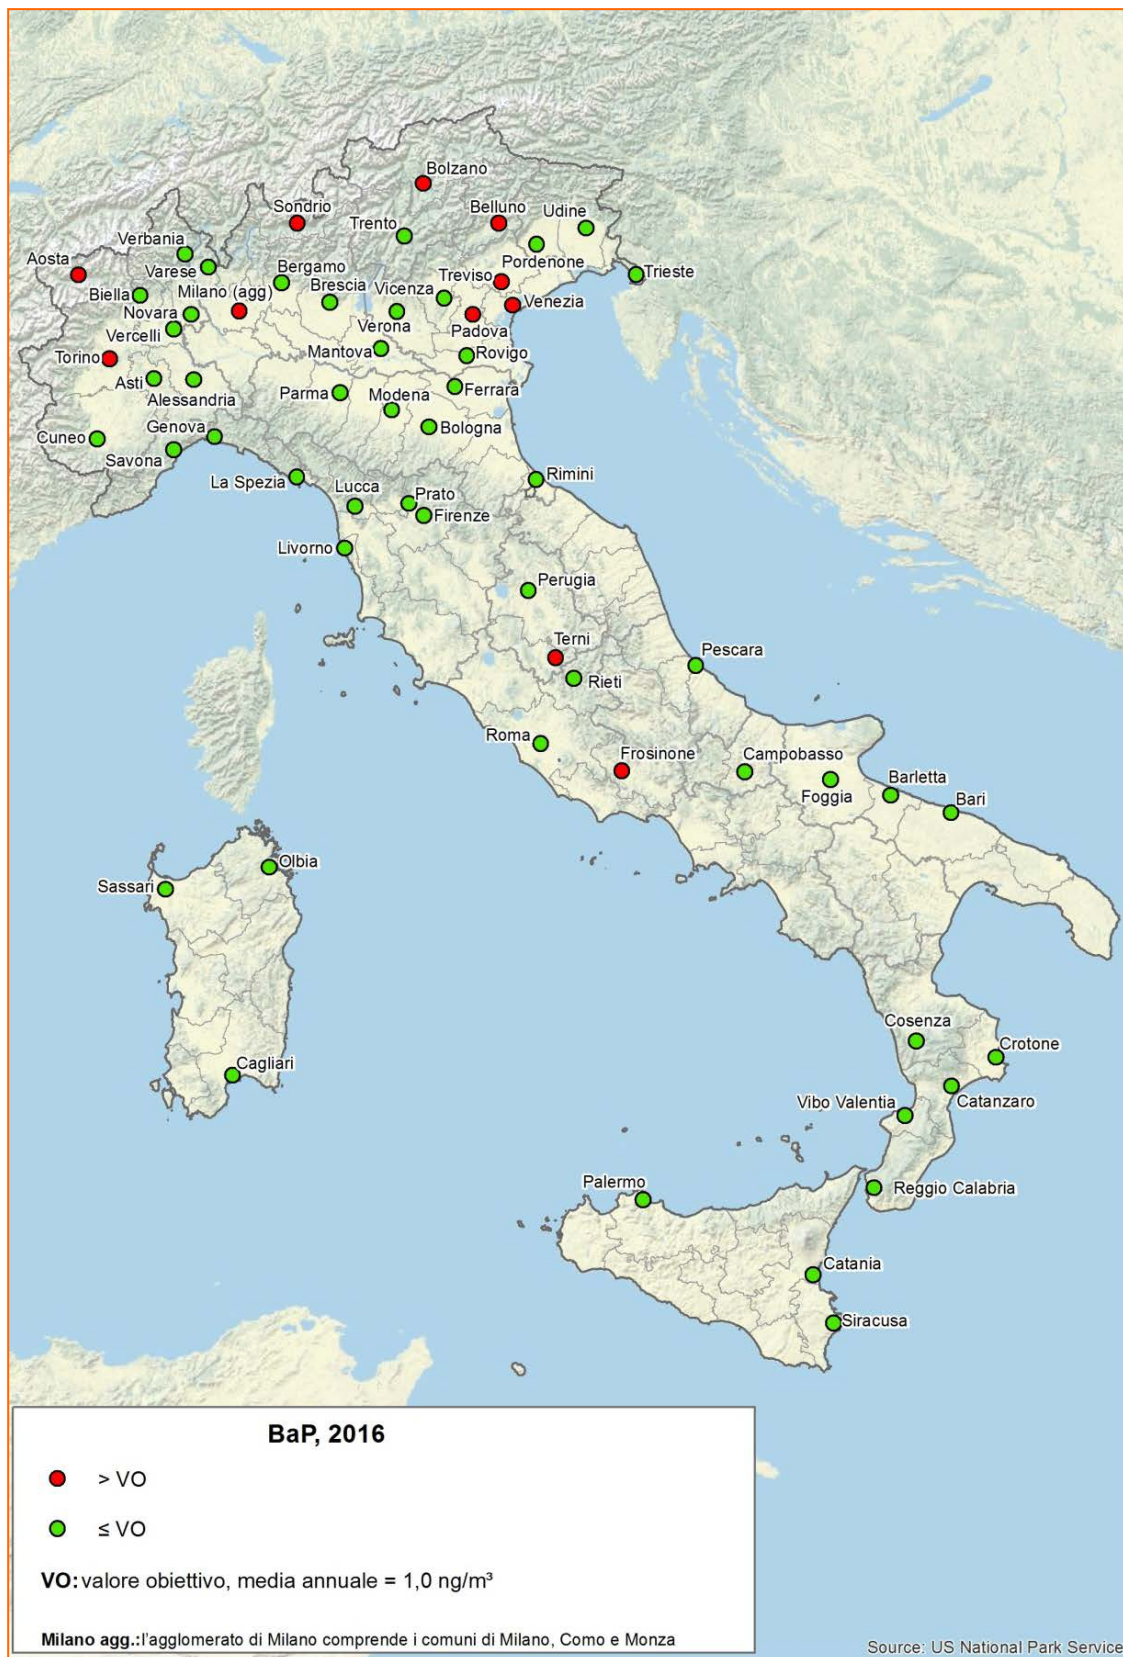 Bolzano
Sondrio
Belluno
Udine
Trento
Verbania
Aosta
Varese
Bergamo
Pordenone
Treviso
Trieste
Biella
Milano (agg)
Brescia
Vicenza
Venezia
Novara
Verona
Padova
Vercelli
Torino
Mantova
Rovigo
Asti
Alessandria
Parma
Modena
Ferrara
Cuneo
Genova
Bologna
Savona
La Spezia
Lucca
Prato
Rimini
Firenze
Livorno
Perugia
Terni
Pescara
Rieti
Roma
Frosinone
Campobasso
Foggia
Barletta
Bari
Olbia
Sassari
Cosenza
Crotone
Cagliari
Vibo Valentia
Catanzaro
Palermo
Reggio Calabria
Catania
Siracusa
BaP, 2016
> VO
≤ VO
VO: valore obiettivo, media annuale = 1,0 ng/m³
Milano agg.:l'agglomerato di Milano comprende i comuni di Milano, Como e Monza
Source: US National Park Service